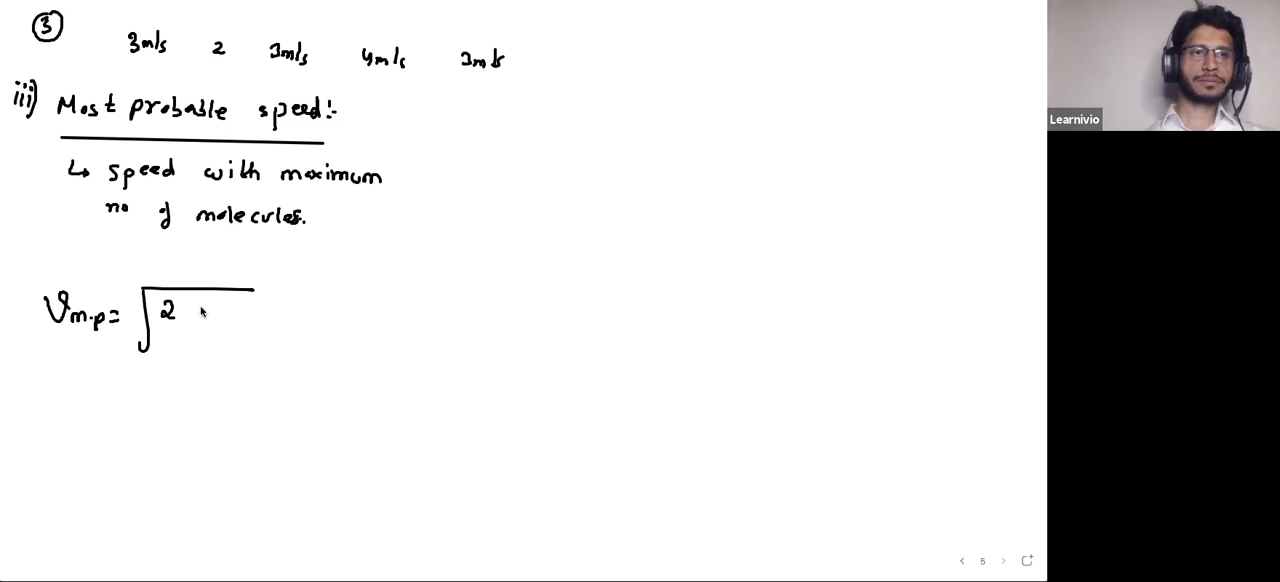 ③
3m/s 2 3m/s 4m/s 3m/s
iii) Most probable speed:-
↳ speed with maximum
no of molecules.
Vm.p = √2
Learnivio
5